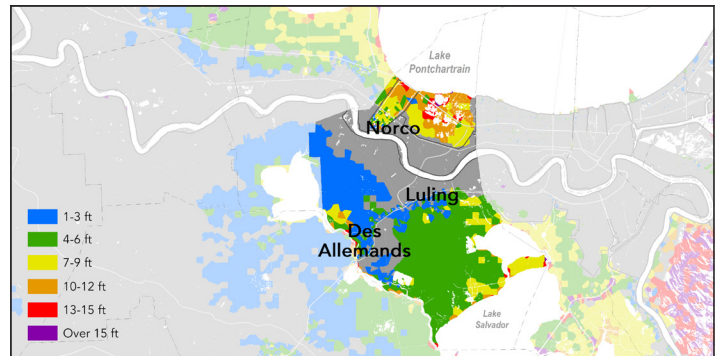 Lake
Pontchartrain
Norco
Luling
Des
Allemands
1-3 ft
4-6 ft
7-9 ft
10-12 ft
13-15 ft
Over 15 ft
Lake
Salvador